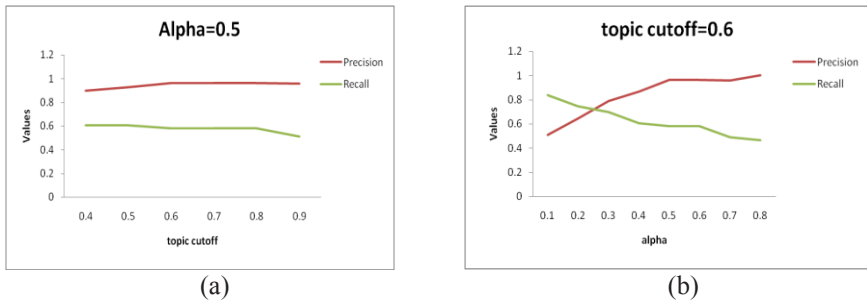 Alpha=0.5
1.2
1
0.8
0.6
0.4
0.2
0
Values
0.4 0.5 0.6 0.7 0.8 0.9
topic cutoff
Precision
Recall
(a)
topic cutoff=0.6
1.2
1
0.8
0.6
0.4
0.2
0
Values
0.1 0.2 0.3 0.4 0.5 0.6 0.7 0.8
alpha
Precision
Recall
(b)